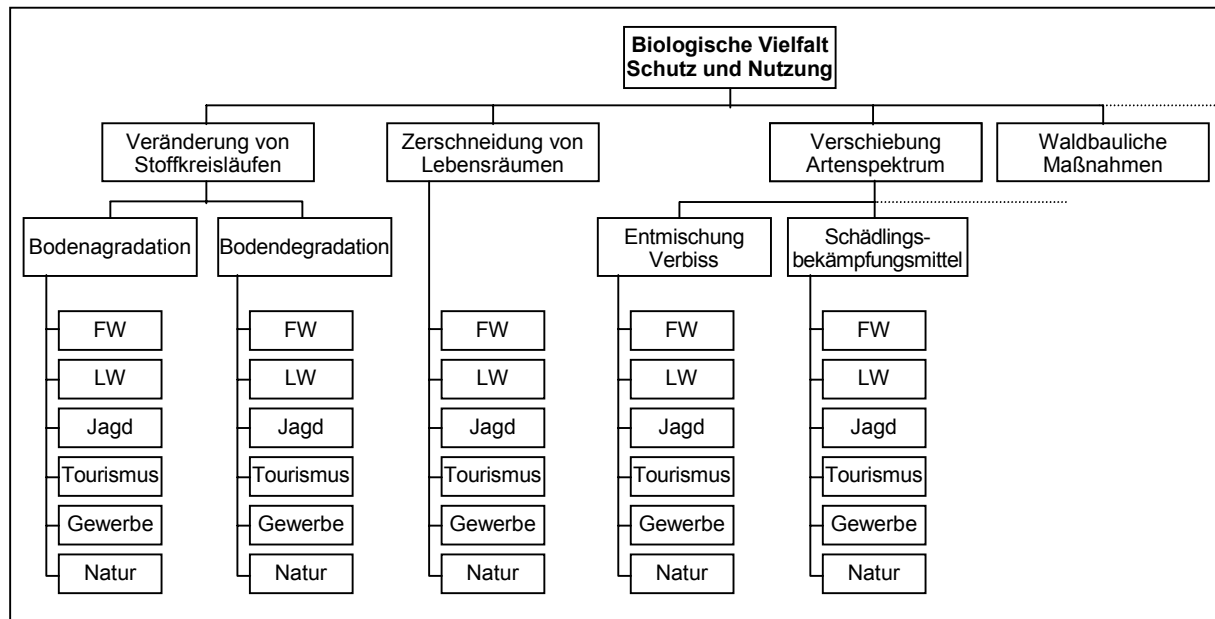 Biologische Vielfalt
Schutz und Nutzung
Veränderung von
Stoffkreisläufen
Zerschneidung von
Lebensräumen
Verschiebung
Artenspektrum
Waldbauliche
Maßnahmen
Bodenagradation
Bodendegradation
Entmischung
Verbiss
Schädlings-
bekämpfungsmittel
FW
LW
Jagd
Tourismus
Gewerbe
Natur
FW
LW
Jagd
Tourismus
Gewerbe
Natur
FW
LW
Jagd
Tourismus
Gewerbe
Natur
FW
LW
Jagd
Tourismus
Gewerbe
Natur
FW
LW
Jagd
Tourismus
Gewerbe
Natur